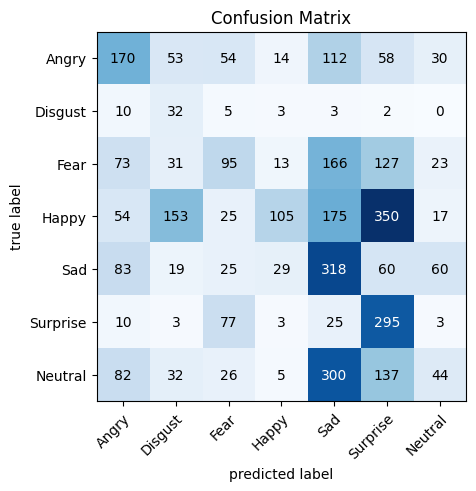 Confusion Matrix
true label
Angry 170 53 54 14 112 58 30
Disgust 10 32 5 3 3 2 0
Fear 73 31 95 13 166 127 23
Happy 54 153 25 105 175 350 17
Sad 83 19 25 29 318 60 60
Surprise 10 3 77 3 25 295 3
Neutral 82 32 26 5 300 137 44
Angry Disgust Fear Happy Sad Surprise Neutral
predicted label